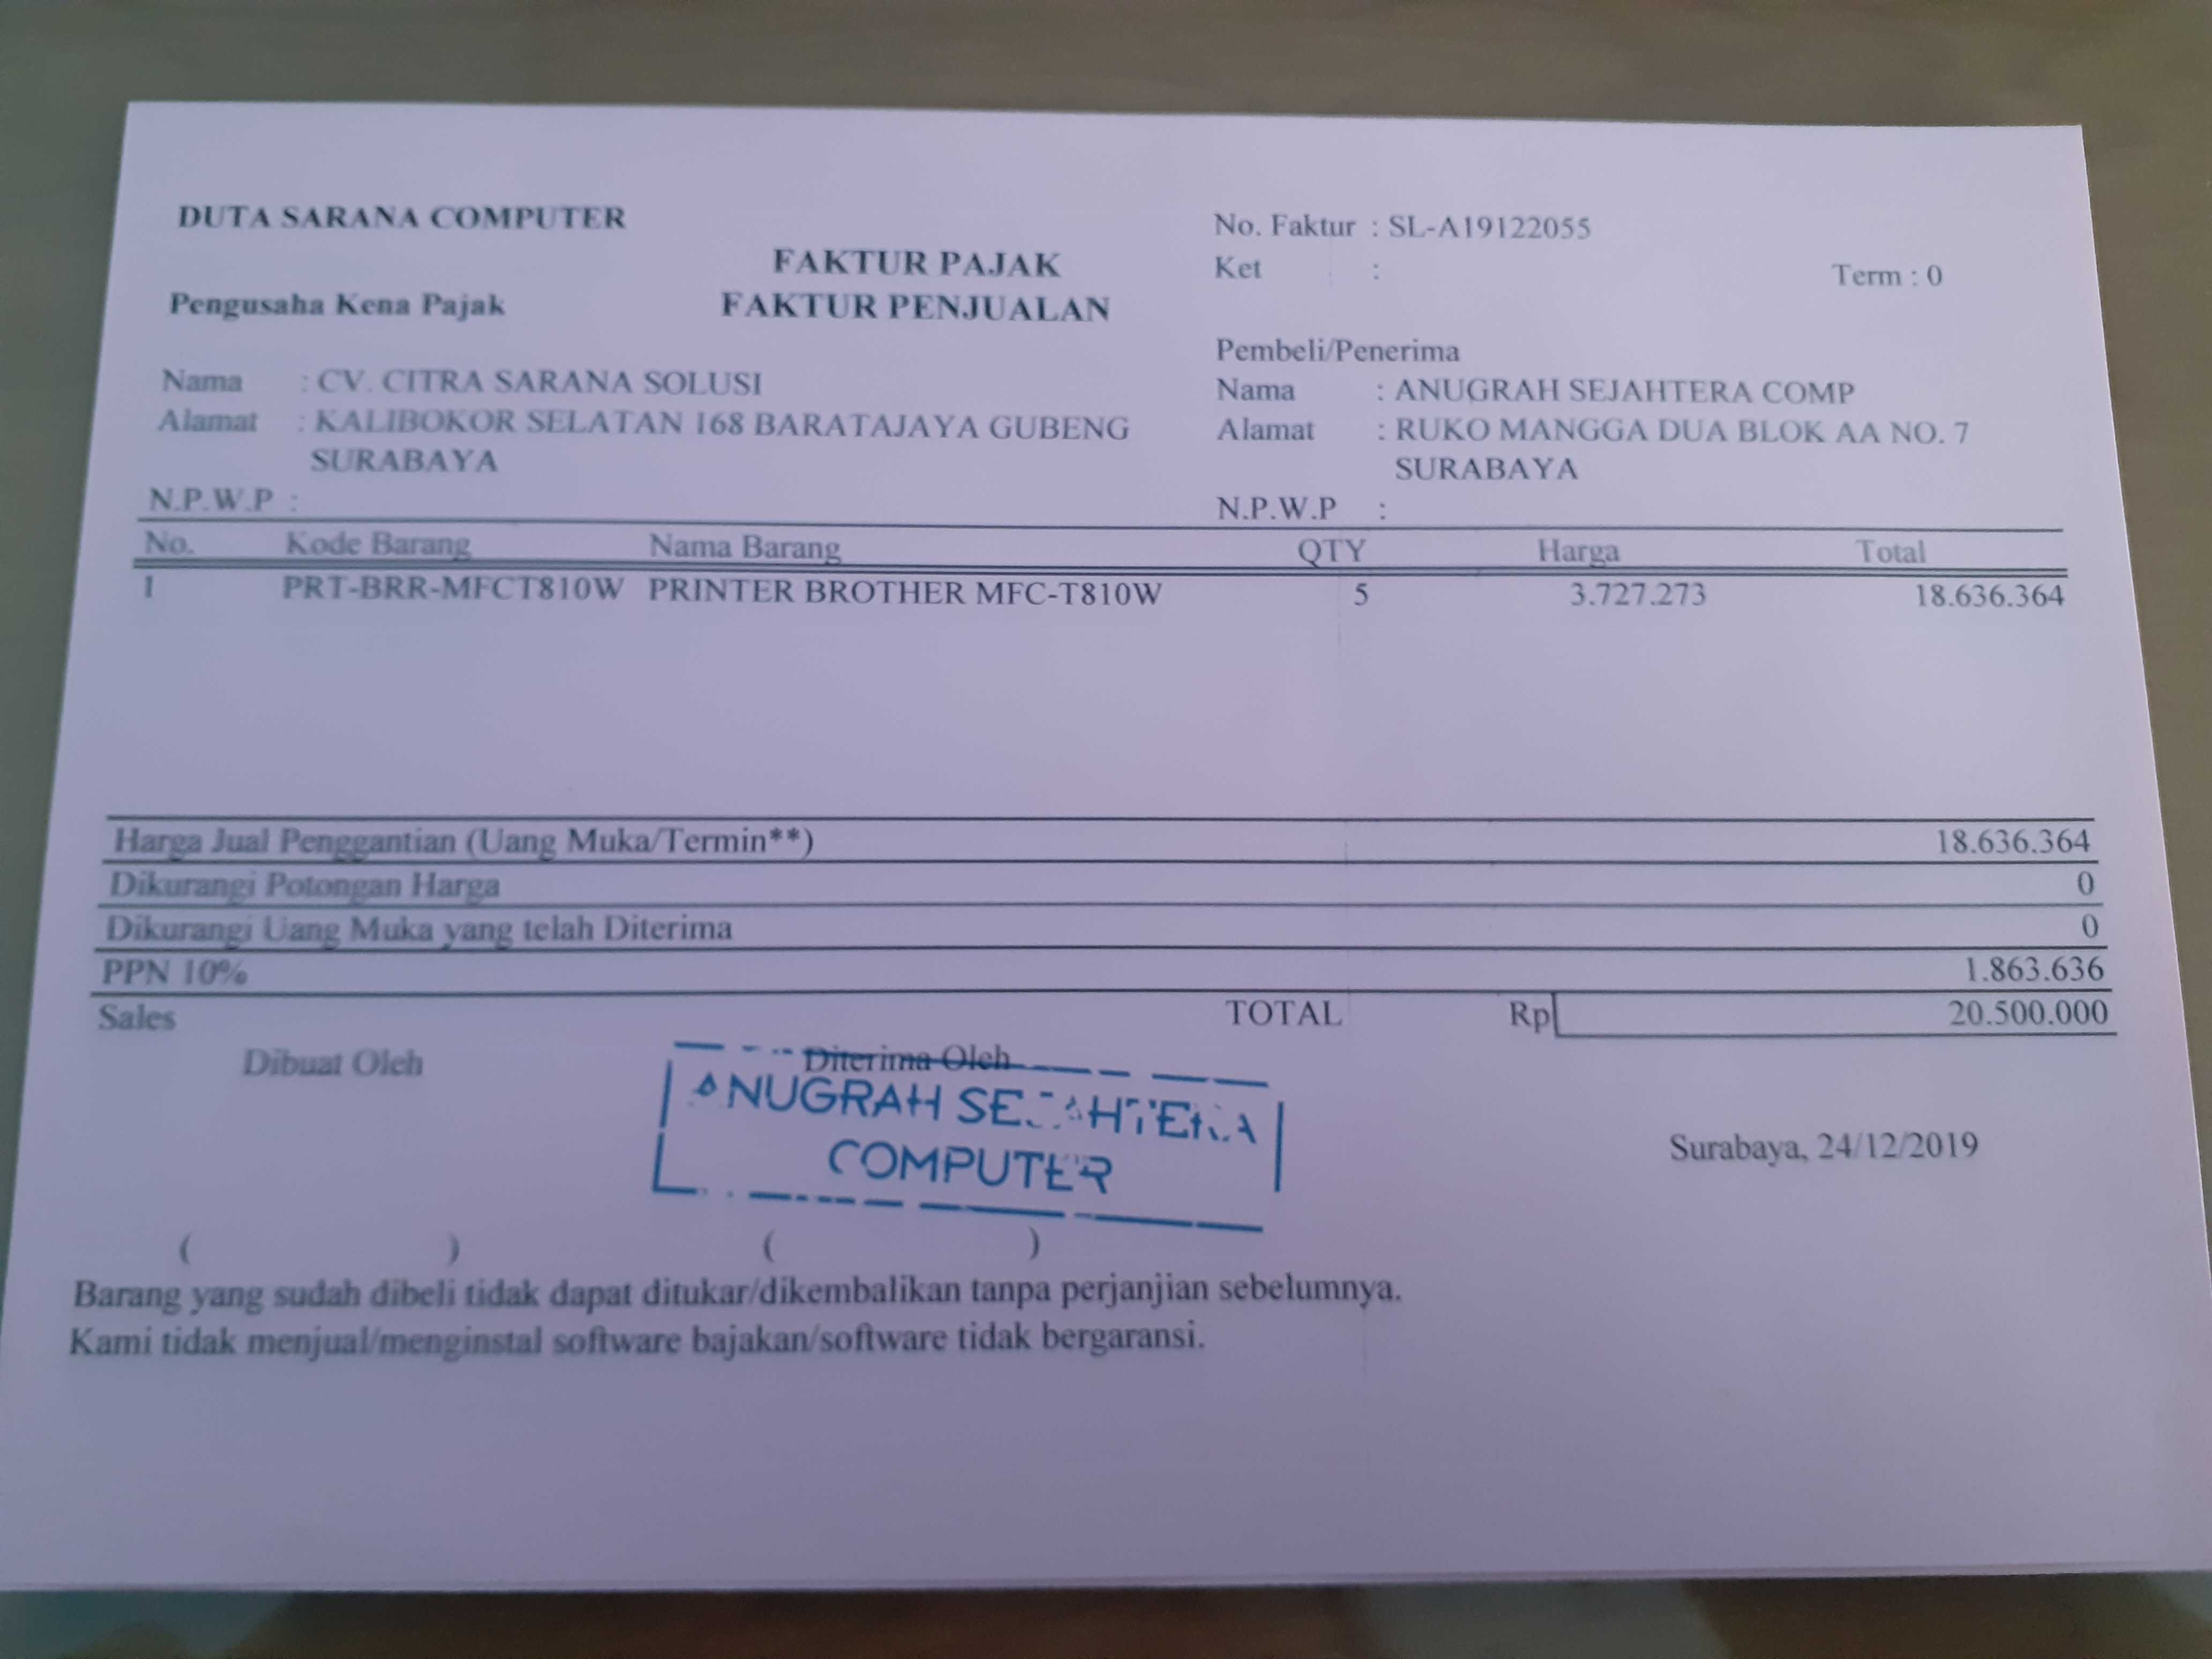 DUTA SARANA COMPUTER
FAKTUR PAJAK
FAKTUR PENJUALAN
Pengusaha Kena Pajak
Nama : CV. CITRA SARANA SOLUSI
Alamat : KALIBOKOR SELATAN 168 BARATAJAYA GUBENG
SURABAYA
N.P.W.P :
No. Faktur : SL-A19122055
Ket :
Term : 0
Pembeli/Penerima
Nama : ANUGRAH SEJAHTERA COMP
Alamat : RUKO MANGGA DUA BLOK AA NO. 7
SURABAYA
N.P.W.P :
No. Kode Barang Nama Barang QTY Harga Total
1 PRT-BRR-MFCT810W PRINTER BROTHER MFC-T810W 5 3.727.273 18.636.364
Harga Jual Penggantian (Uang Muka/Termin**) 18.636.364
Dikurangi Potongan Harga 0
Dikurangi Uang Muka yang telah Diterima 0
PPN 10% 1.863.636
Sales TOTAL Rp 20.500.000
Dibuat Oleh Diterima Oleh
ANUGRAH SEJAHTERA
COMPUTER
Surabaya, 24/12/2019
( ) ( )
Barang yang sudah dibeli tidak dapat ditukar/dikembalikan tanpa perjanjian sebelumnya.
Kami tidak menjual/menginstal software bajakan/software tidak bergaransi.